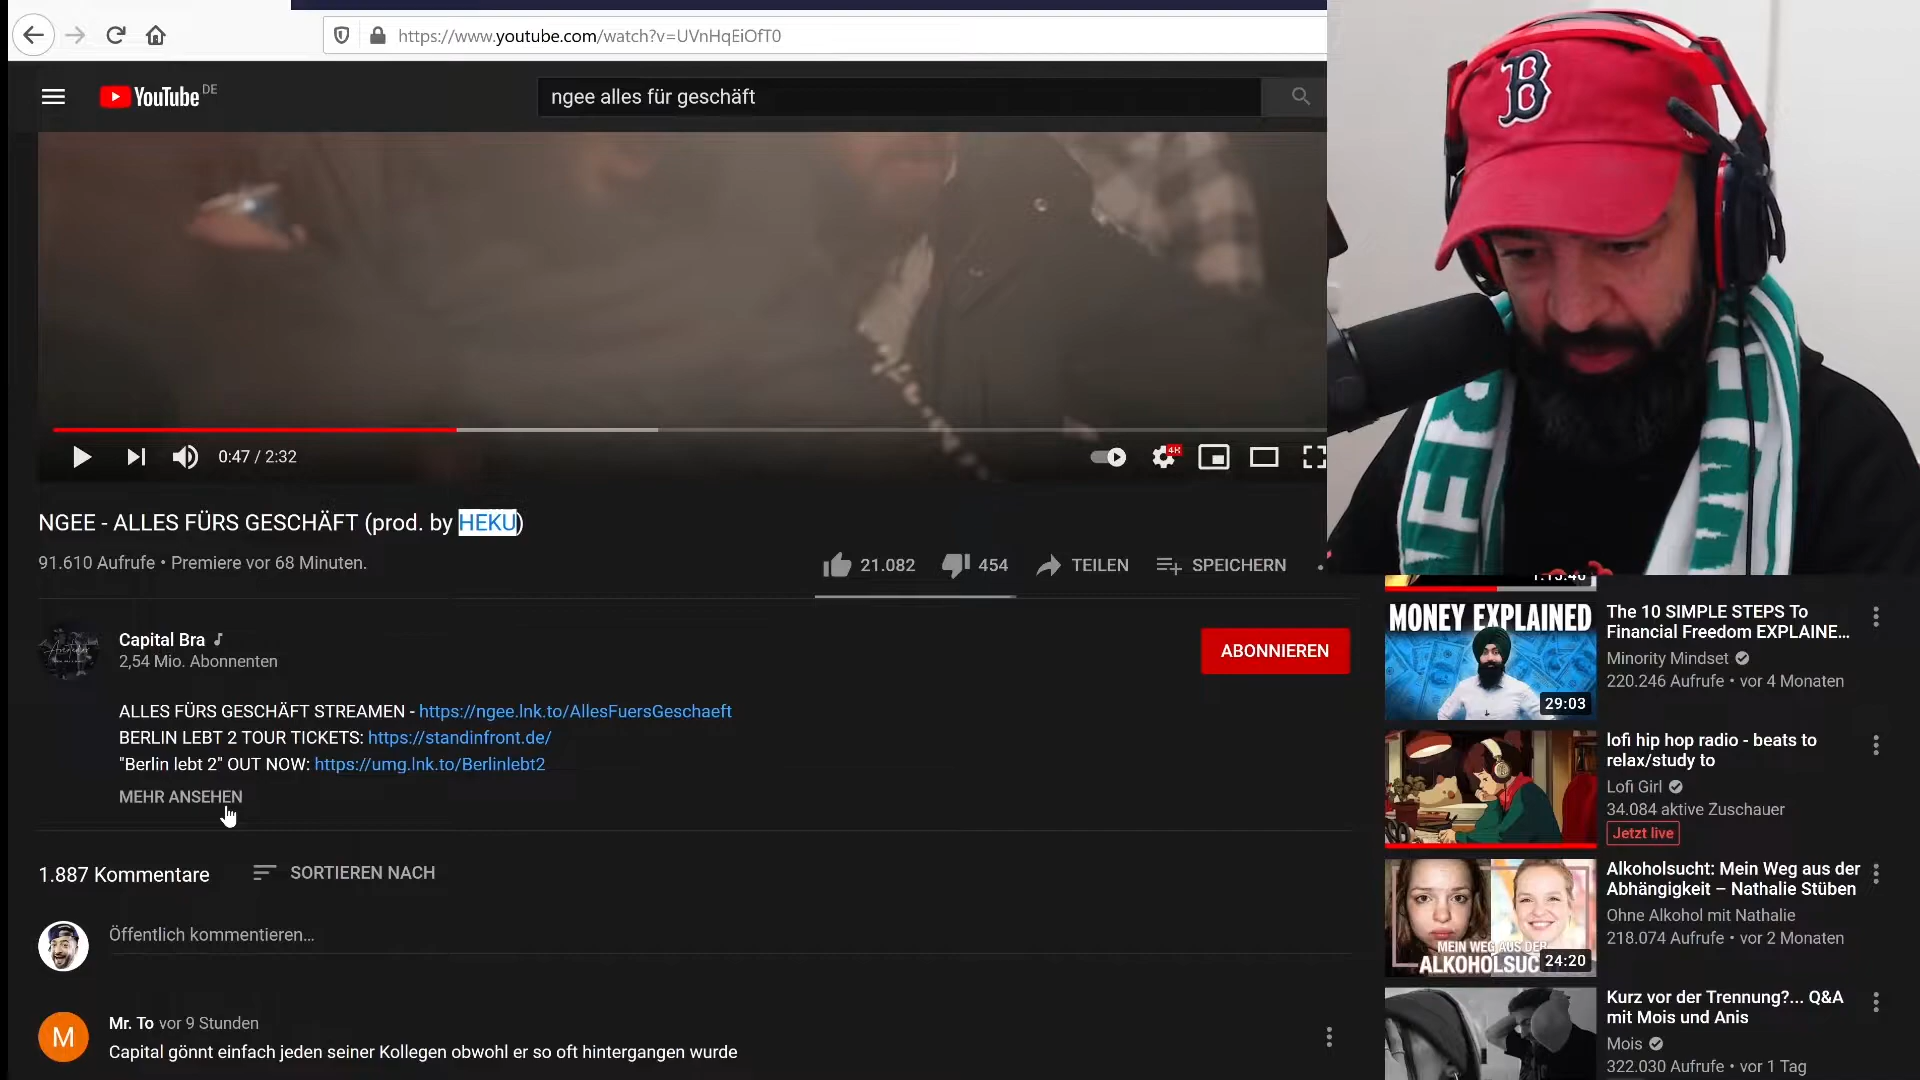 https://www.youtube.com/watch?v=UVnHqEiOfT0
YouTube DE
ngee alles für geschäft
B
0:47 / 2:32
4K
NGEE - ALLES FÜRS GESCHÄFT (prod. by HEKU)
91.610 Aufrufe • Premiere vor 68 Minuten.
21.082
454
TEILEN
SPEICHERN
Capital Bra
2,54 Mio. Abonnenten
ABONNIEREN
ALLES FÜRS GESCHÄFT STREAMEN - https://ngee.lnk.to/AllesFuersGeschaeft
BERLIN LEBT 2 TOUR TICKETS: https://standinfront.de/
"Berlin lebt 2" OUT NOW: https://umg.lnk.to/Berlinlebt2
MEHR ANSEHEN
1.887 Kommentare
SORTIEREN NACH
Öffentlich kommentieren...
M
Mr. To vor 9 Stunden
Capital gönnt einfach jeden seiner Kollegen obwohl er so oft hintergangen wurde
MONEY EXPLAINED
29:03
The 10 SIMPLE STEPS To
Financial Freedom EXPLAINE...
Minority Mindset
220.246 Aufrufe • vor 4 Monaten
lofi hip hop radio - beats to
relax/study to
Lofi Girl
34.084 aktive Zuschauer
Jetzt live
MEIN WEG AUS DER
ALKOHOLSUC
24:20
Alkoholsucht: Mein Weg aus der
Abhängigkeit – Nathalie Stüben
Ohne Alkohol mit Nathalie
218.074 Aufrufe • vor 2 Monaten
Kurz vor der Trennung?... Q&A
mit Mois und Anis
Mois
322.030 Aufrufe • vor 1 Tag